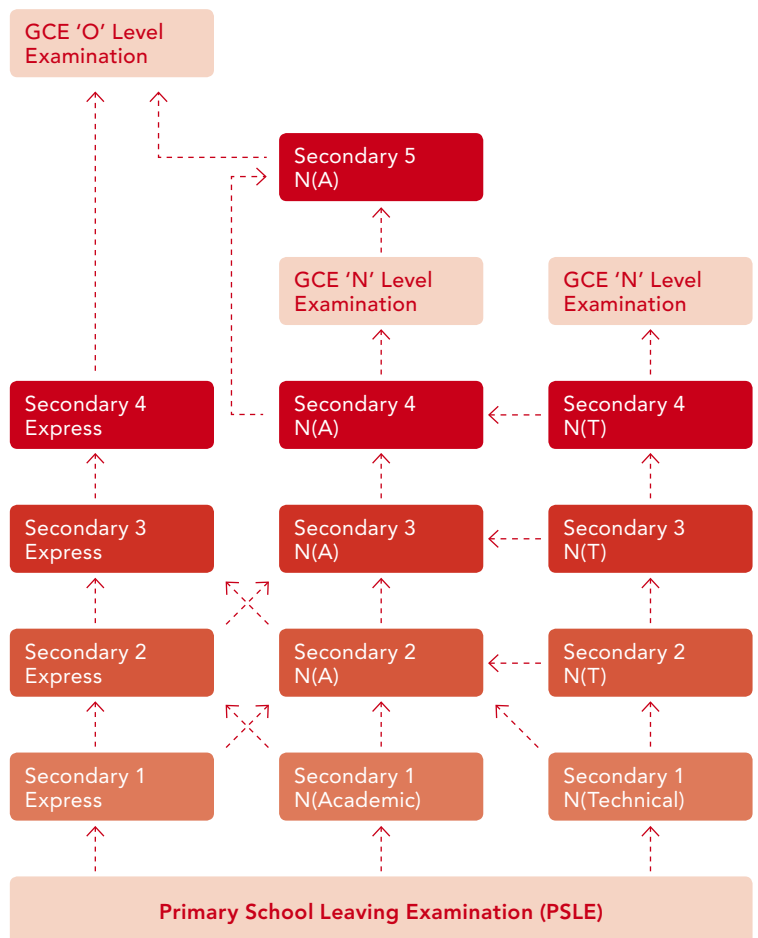 GCE ‘O’ Level
Examination
Secondary 5
N(A)
GCE ‘N’ Level
Examination
GCE ‘N’ Level
Examination
Secondary 4
Express
Secondary 4
N(A)
Secondary 4
N(T)
Secondary 3
Express
Secondary 3
N(A)
Secondary 3
N(T)
Secondary 2
Express
Secondary 2
N(A)
Secondary 2
N(T)
Secondary 1
Express
Secondary 1
N(Academic)
Secondary 1
N(Technical)
Primary School Leaving Examination (PSLE)